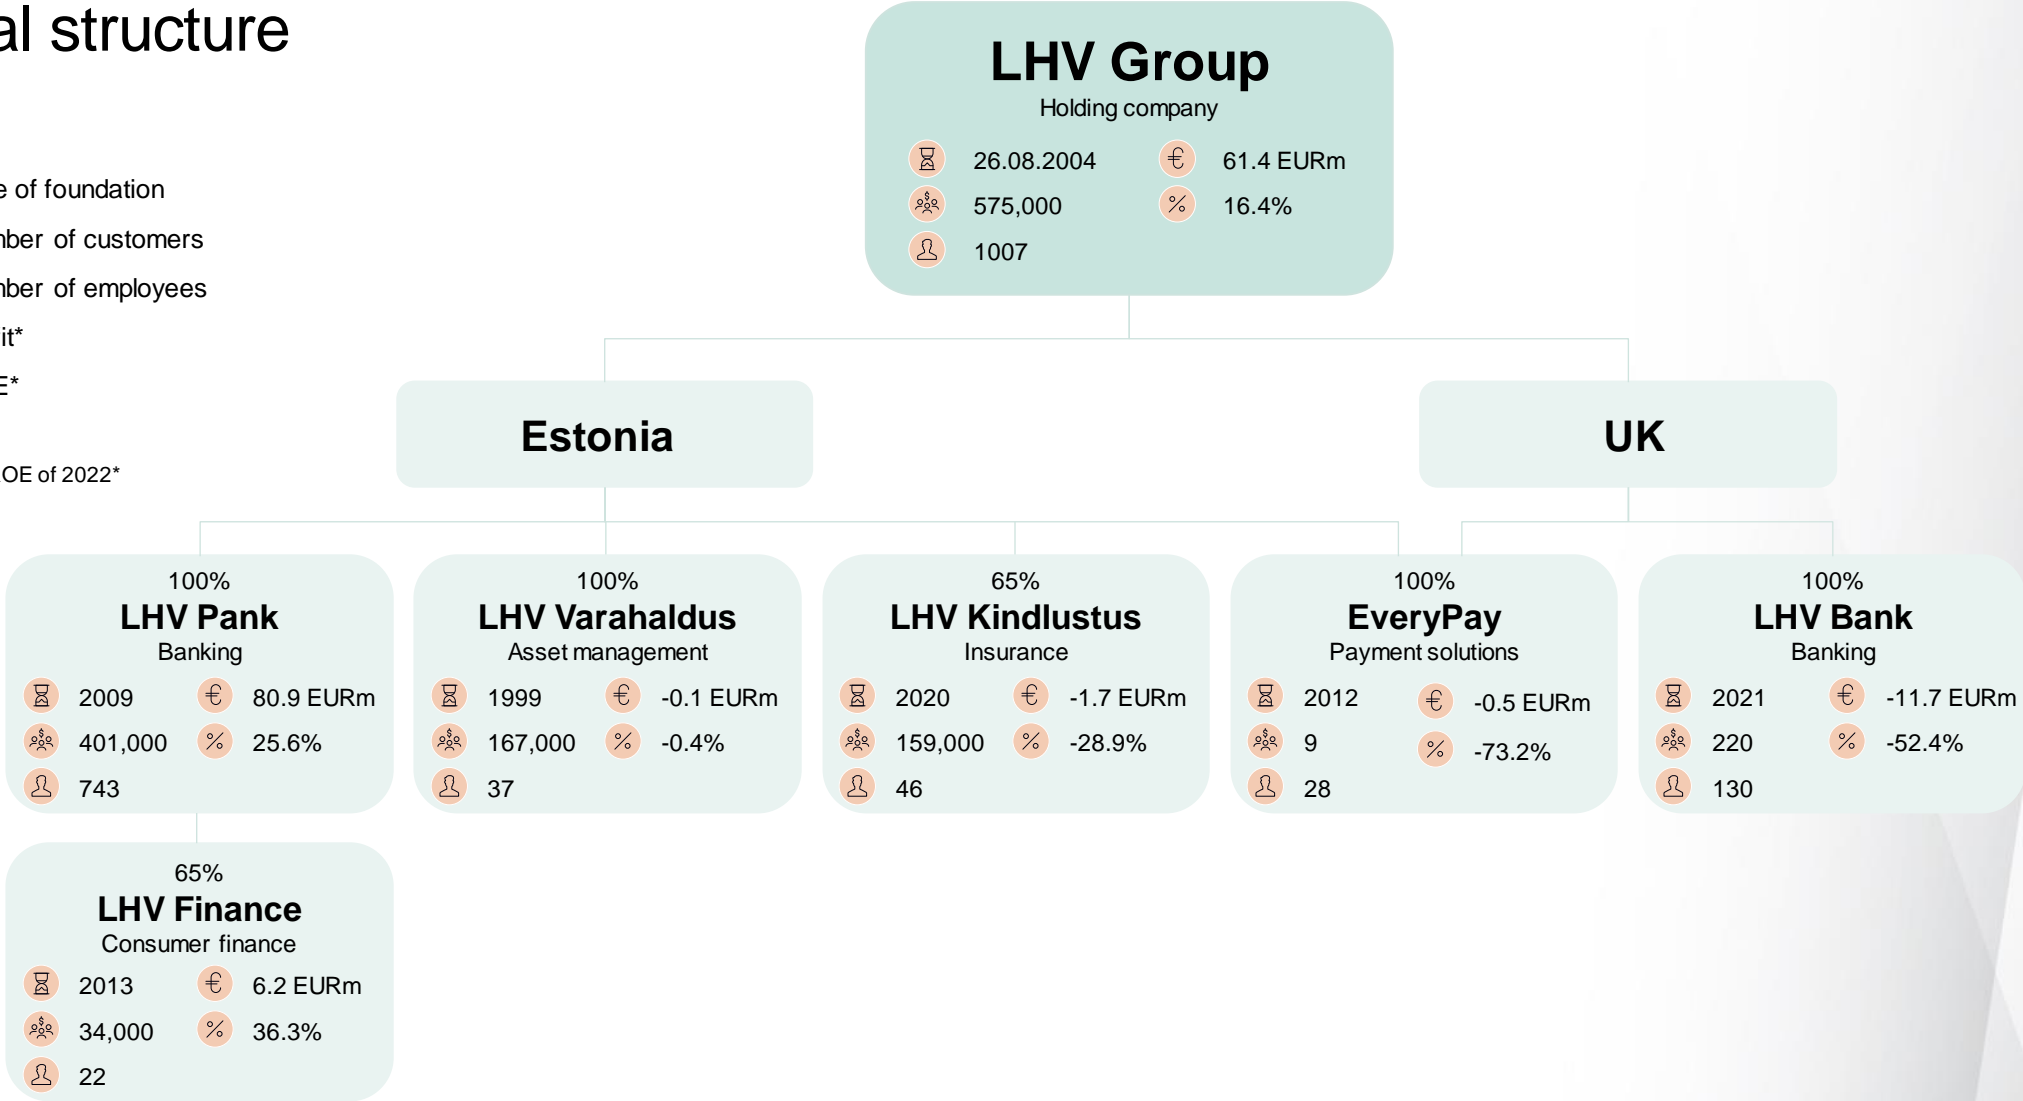 al structure
e of foundation
nber of customers
nber of employees
it*
E*
OE of 2022*
LHV Group
Holding company
26.08.2004 61.4 EURm
575,000 16.4%
1007
Estonia
UK
100%
LHV Pank
Banking
2009 80.9 EURm
401,000 25.6%
743
100%
LHV Varahaldus
Asset management
1999 -0.1 EURm
167,000 -0.4%
37
65%
LHV Kindlustus
Insurance
2020 -1.7 EURm
159,000 -28.9%
46
100%
EveryPay
Payment solutions
2012 -0.5 EURm
9 -73.2%
28
100%
LHV Bank
Banking
2021 -11.7 EURm
220 -52.4%
130
65%
LHV Finance
Consumer finance
2013 6.2 EURm
34,000 36.3%
22